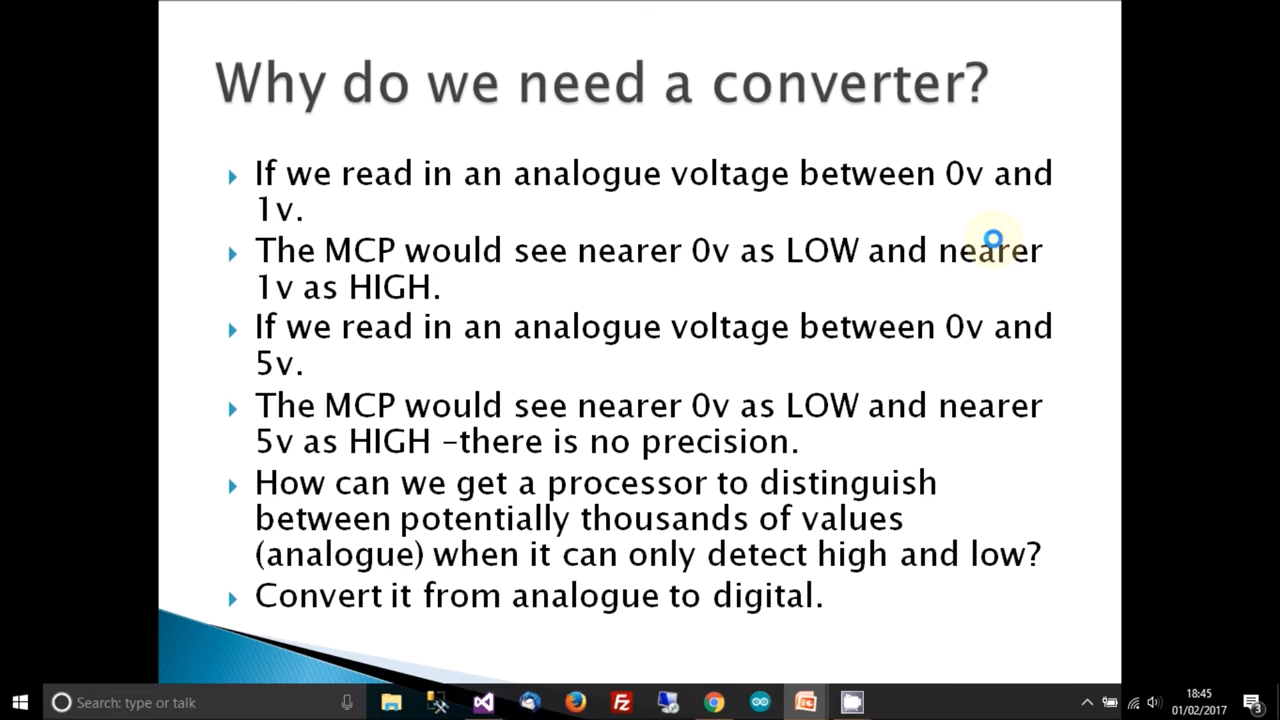 Why do we need a converter?
If we read in an analogue voltage between 0v and
1v.
The MCP would see nearer 0v as LOW and nearer
1v as HIGH.
If we read in an analogue voltage between 0v and
5v.
The MCP would see nearer 0v as LOW and nearer
5v as HIGH –there is no precision.
How can we get a processor to distinguish
between potentially thousands of values
(analogue) when it can only detect high and low?
Convert it from analogue to digital.
Search: type or talk
18:45
01/02/2017
3